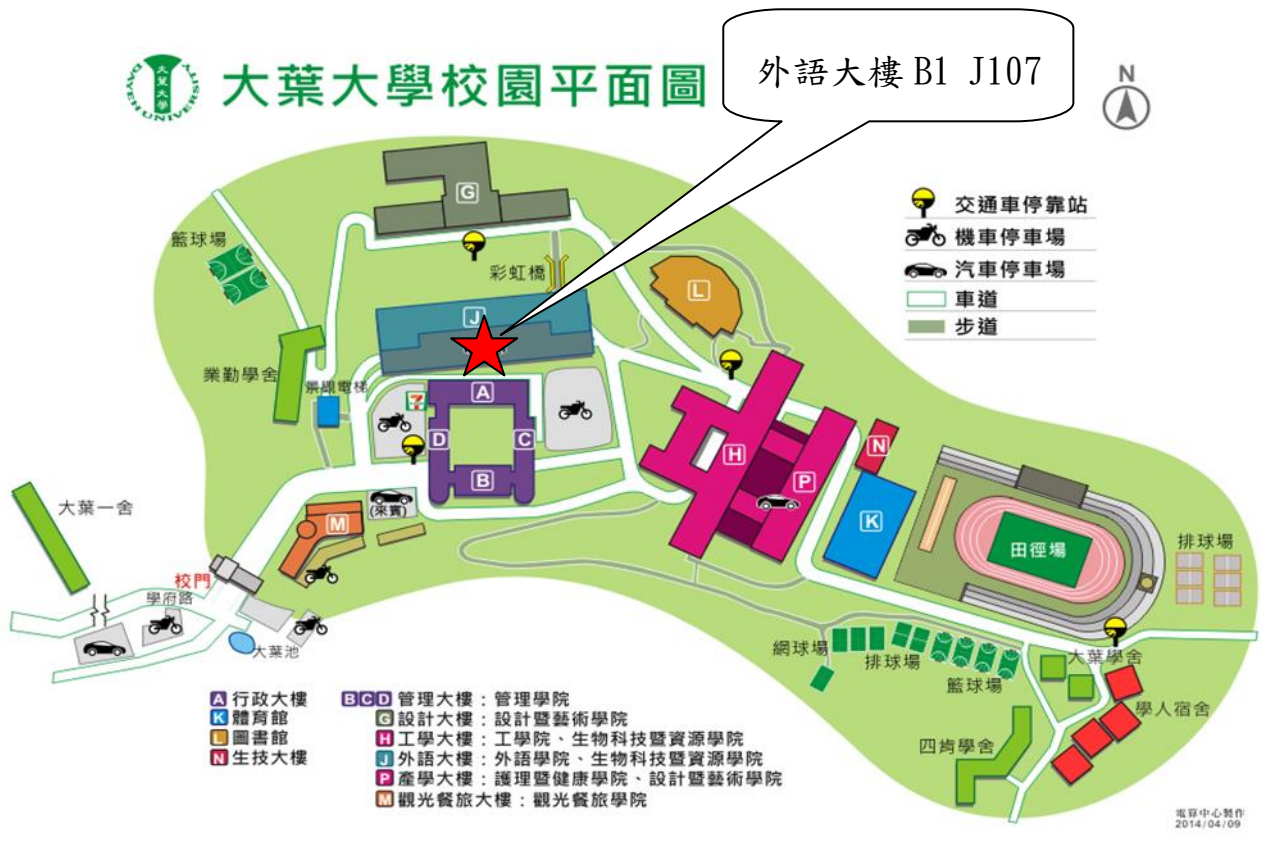 大葉大學
DAYEH UNIVERSITY
大葉大學校園平面圖
外語大樓 B1 J107
N
交通車停靠站
機車停車場
汽車停車場
車道
步道
G
籃球場
彩虹橋
L
J
業勤學舍
景觀電梯
7
A
D
C
B
H
N
P
K
大葉一舍
(來賓)
M
田徑場
排球場
校門
學府路
大葉池
網球場
排球場
籃球場
大葉學舍
學人宿舍
四肯學舍
A 行政大樓
K 體育館
L 圖書館
N 生技大樓
B C D 管理大樓：管理學院
G 設計大樓：設計暨藝術學院
H 工學大樓：工學院、生物科技暨資源學院
J 外語大樓：外語學院、生物科技暨資源學院
P 產學大樓：護理暨健康學院、設計暨藝術學院
M 觀光餐旅大樓：觀光餐旅學院
電算中心製作
2014/04/09